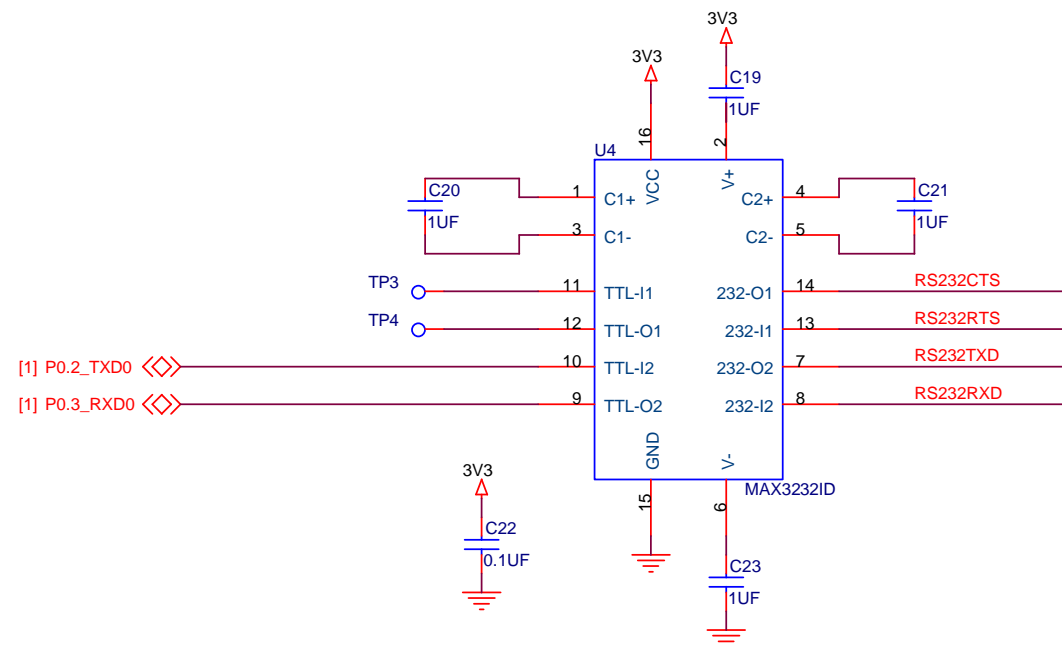 3V3
3V3
C19
1UF
16
2
U4
VCC
V+
C20
1UF
1
C1+
3
C1-
C2+
4
C2-
5
C21
1UF
TP3
11
TTL-I1
232-O1
14
RS232CTS
TP4
12
TTL-O1
232-I1
13
RS232RTS
[1] P0.2_TXD0
10
TTL-I2
232-O2
7
RS232TXD
[1] P0.3_RXD0
9
TTL-O2
232-I2
8
RS232RXD
GND
V-
MAX3232ID
15
6
3V3
C22
0.1UF
C23
1UF